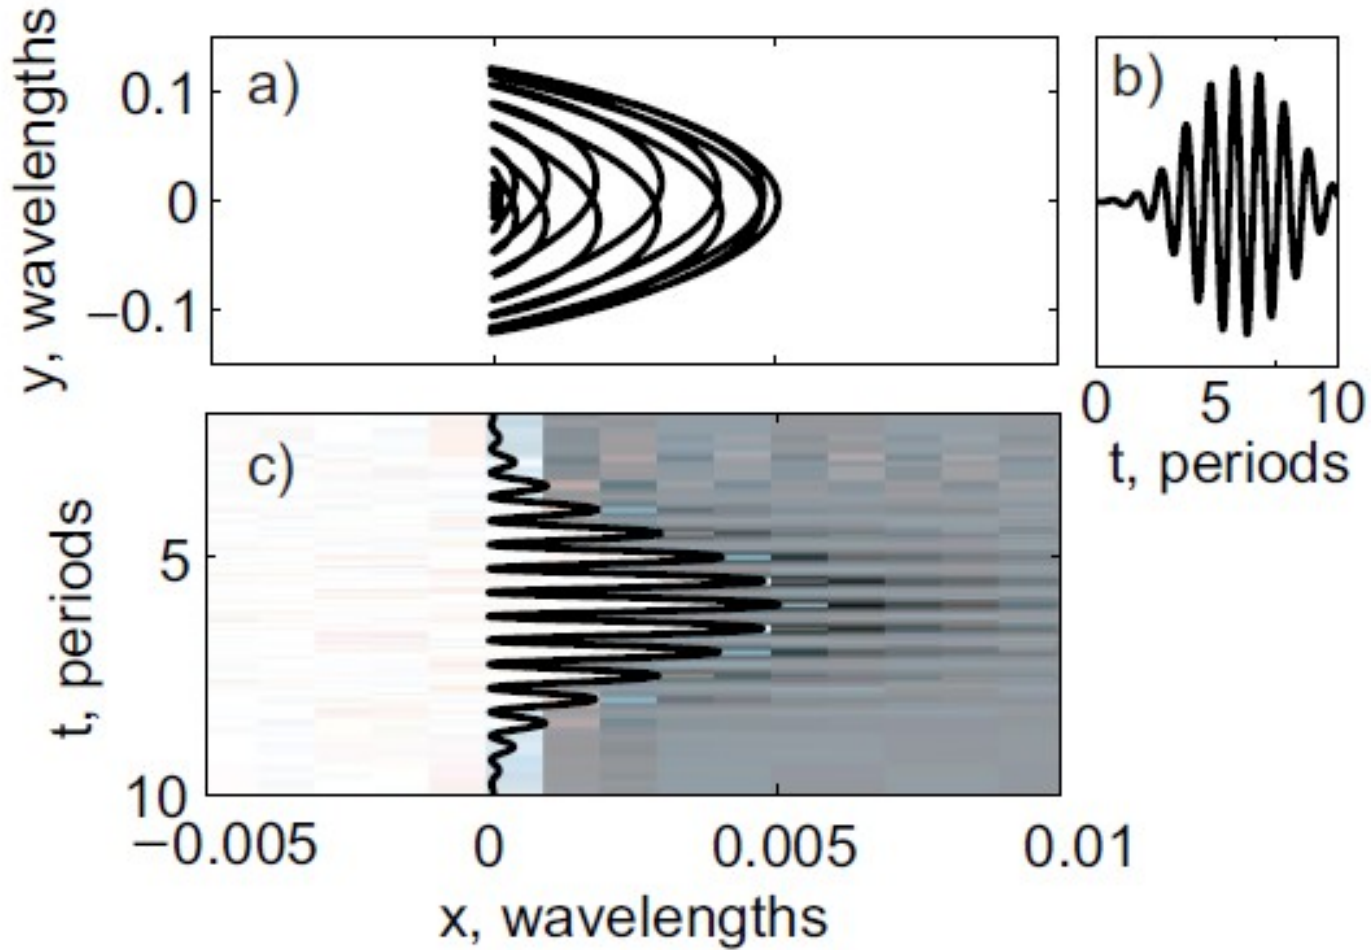 y, wavelengths
0.1
0
−0.1
a)
b)
0 5 10
t, periods
c)
t, periods
5
10
−0.005 0 0.005 0.01
x, wavelengths